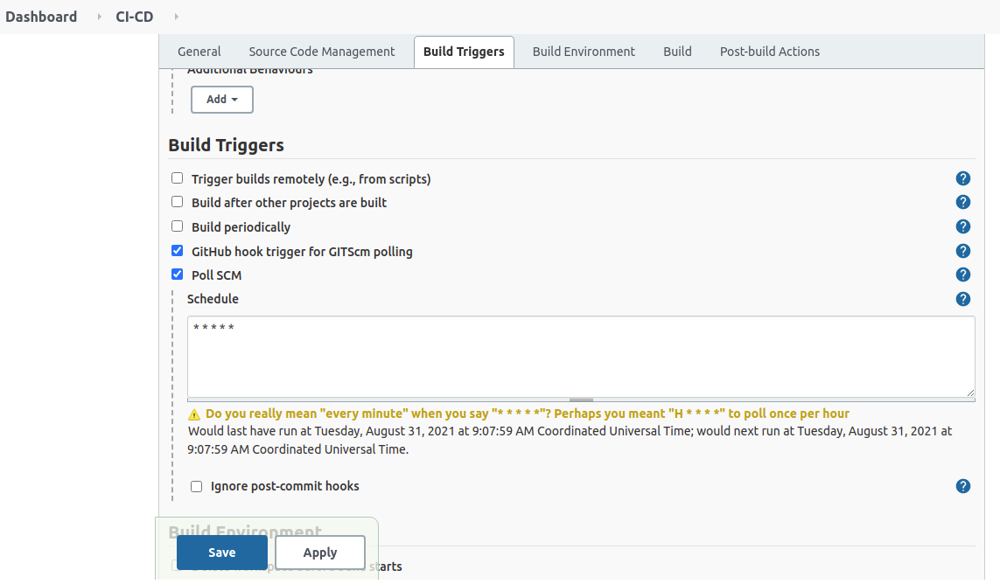 Dashboard CI-CD
General Source Code Management Build Triggers Build Environment Build Post-build Actions
Additional Behaviours
Add
Build Triggers
Trigger builds remotely (e.g., from scripts)
Build after other projects are built
Build periodically
GitHub hook trigger for GITScm polling
Poll SCM
Schedule
* * * * *
Do you really mean "every minute" when you say "* * * * *"? Perhaps you meant "H * * * *" to poll once per hour
Would last have run at Tuesday, August 31, 2021 at 9:07:59 AM Coordinated Universal Time; would next run at Tuesday, August 31, 2021 at
9:07:59 AM Coordinated Universal Time.
Ignore post-commit hooks
Build Environment
Save Apply
starts